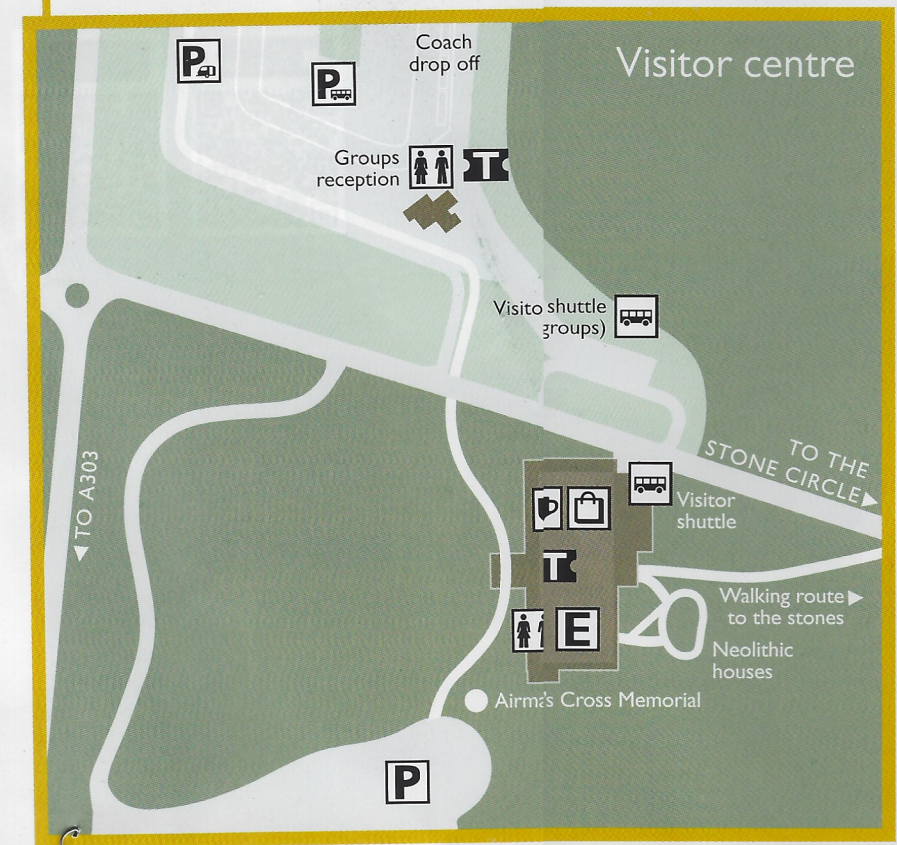 Visitor centre
Coach
drop off
P
P
Groups
reception
T
Visito shuttle
groups)
TO THE
STONE CIRCLE
Visitor
shuttle
TO A303
T
E
Walking route
to the stones
Neolithic
houses
Cross Memorial
P